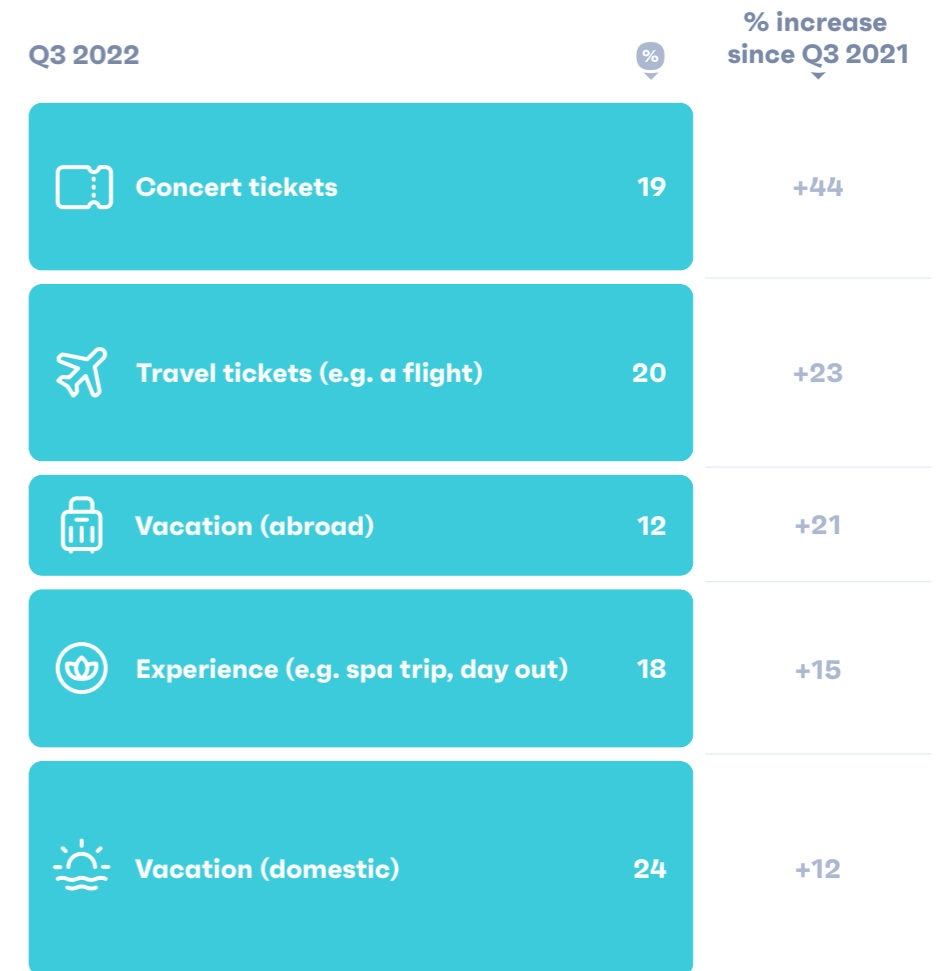 Q3 2022
%
% increase
since Q3 2021
Concert tickets 19 +44
Travel tickets (e.g. a flight) 20 +23
Vacation (abroad) 12 +21
Experience (e.g. spa trip, day out) 18 +15
Vacation (domestic) 24 +12